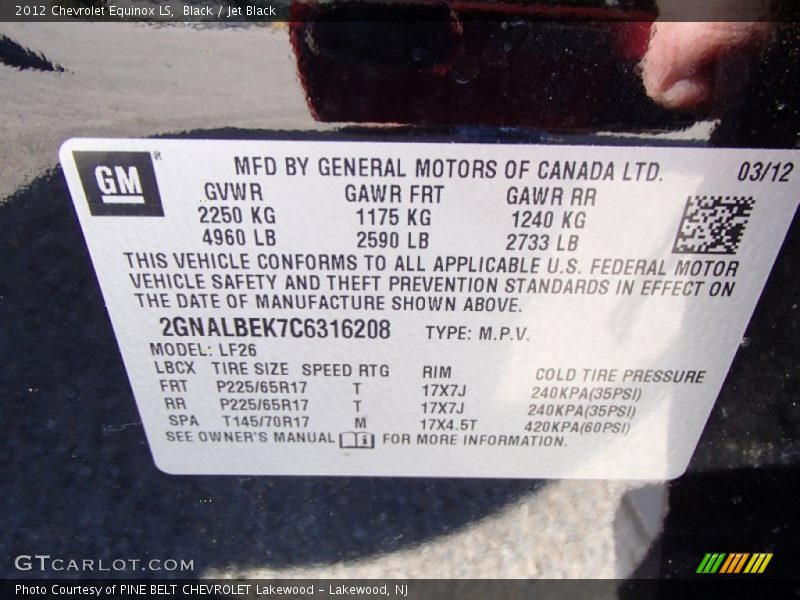 2012 Chevrolet Equinox LS,  Black / Jet Black
GM
MFD BY GENERAL MOTORS OF CANADA LTD. 03/12
GVWR GAWR FRT GAWR RR
2250 KG 1175 KG 1240 KG
4960 LB 2590 LB 2733 LB
THIS VEHICLE CONFORMS TO ALL APPLICABLE U.S. FEDERAL MOTOR
VEHICLE SAFETY AND THEFT PREVENTION STANDARDS IN EFFECT ON
THE DATE OF MANUFACTURE SHOWN ABOVE.
2GNALBEK7C6316208 TYPE: M.P.V.
MODEL: LF26
LBCX TIRE SIZE SPEED RTG RIM COLD TIRE PRESSURE
FRT P225/65R17 T 17X7J 240KPA(35PSI)
RR P225/65R17 T 17X7J 240KPA(35PSI)
SPA T145/70R17 M 17X4.5T 420KPA(60PSI)
SEE OWNER'S MANUAL FOR MORE INFORMATION.
GTCARLOT.COM
Photo Courtesy of PINE BELT CHEVROLET Lakewood - Lakewood, NJ